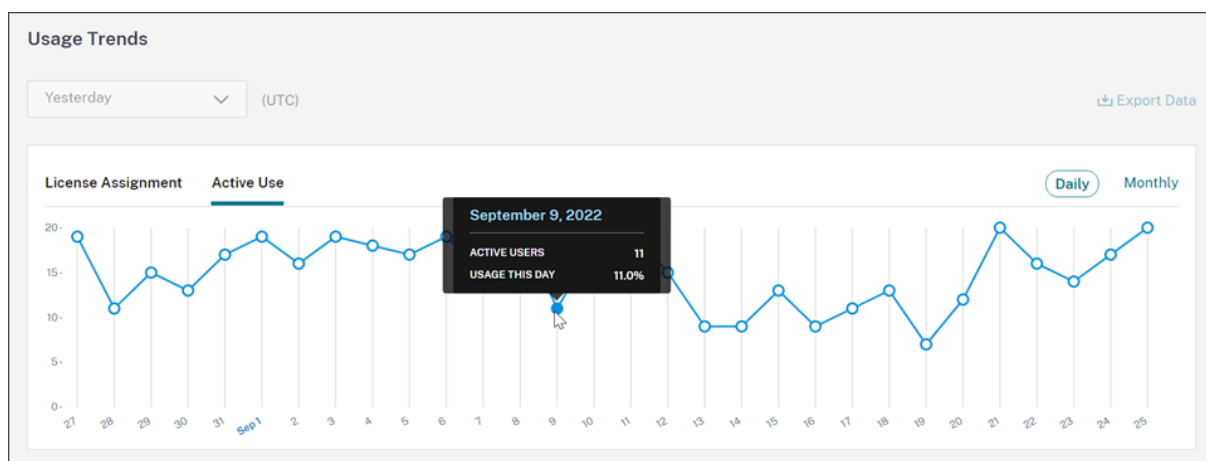 Usage Trends
Yesterday (UTC) Export Data
License Assignment Active Use Daily Monthly
September 9, 2022
ACTIVE USERS 11
USAGE THIS DAY 11.0%
20-
15-
10-
5-
0-
27 28 29 30 31 Sep 1 2 3 4 5 6 7 8 9 10 11 12 13 14 15 16 17 18 19 20 21 22 23 24 25